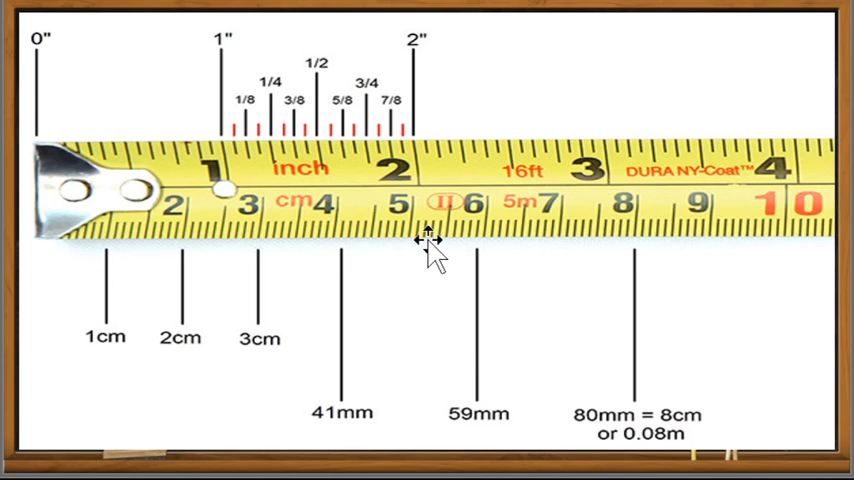 0" 1" 2"
1/2
1/4 3/4
1/8 3/8 5/8 7/8
1 inch 2 16ft 3 DURA NY-Coat™ 4
2 3 cm 4 5 II 6 5m 7 8 9 10
1cm 2cm 3cm
41mm 59mm 80mm = 8cm
or 0.08m